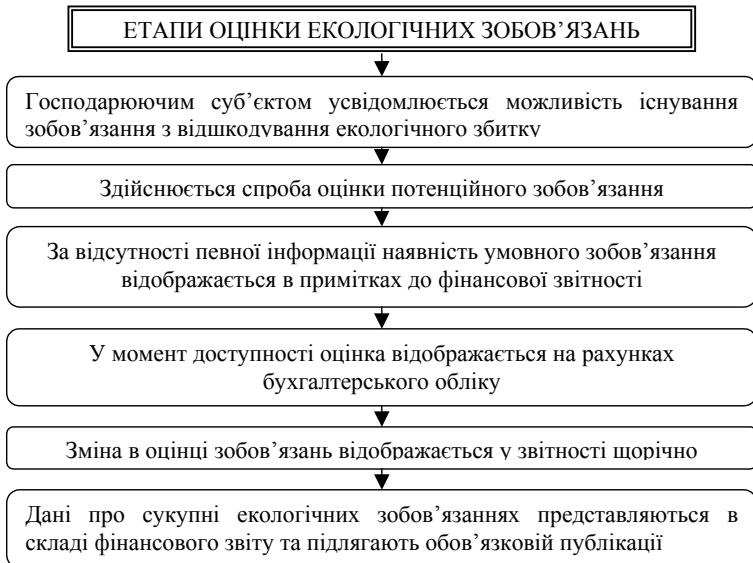 ЕТАПИ ОЦІНКИ ЕКОЛОГІЧНИХ ЗОБОВ’ЯЗАНЬ
Господарюючим суб’єктом усвідомлюється можливість існування
зобов’язання з відшкодування екологічного збитку
Здійснюється спроба оцінки потенційного зобов’язання
За відсутності певної інформації наявність умовного зобов’язання
відображається в примітках до фінансової звітності
У момент доступності оцінка відображається на рахунках
бухгалтерського обліку
Зміна в оцінці зобов’язань відображається у звітності щорічно
Дані про сукупні екологічних зобов’язаннях представляються в
складі фінансового звіту та підлягають обов’язковій публікації